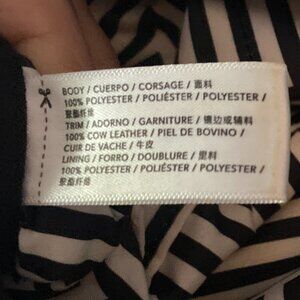 BODY / CUERPO / CORSAGE / 面料
100% POLYESTER / POLIÉSTER / POLYESTER /
聚酯纤维
TRIM / ADORNO / GARNITURE / 镶边或辅料
100% COW LEATHER / PIEL DE BOVINO /
CUIR DE VACHE / 牛皮
LINING / FORRO / DOUBLURE / 里料
100% POLYESTER / POLIÉSTER / POLYESTER /
聚酯纤维